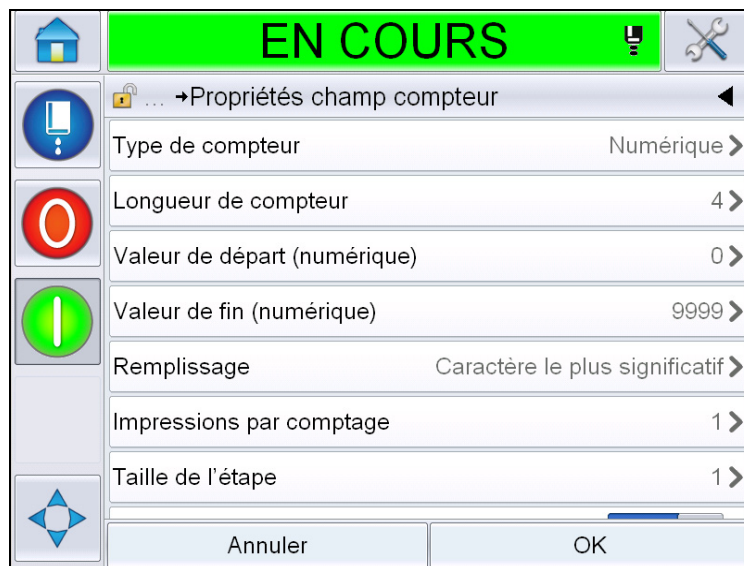 EN COURS
... →Propriétés champ compteur
Type de compteur Numérique
Longueur de compteur 4
Valeur de départ (numérique) 0
Valeur de fin (numérique) 9999
Remplissage Caractère le plus significatif
Impressions par comptage 1
Taille de l'étape 1
Annuler OK